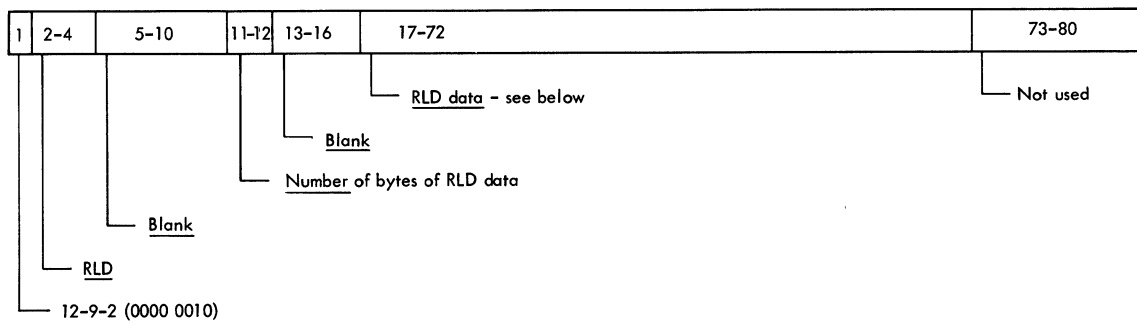 1 2-4 5-10 11-12 13-16 17-72 73-80
RLD data - see below
Not used
Blank
Number of bytes of RLD data
Blank
RLD
12-9-2 (0000 0010)